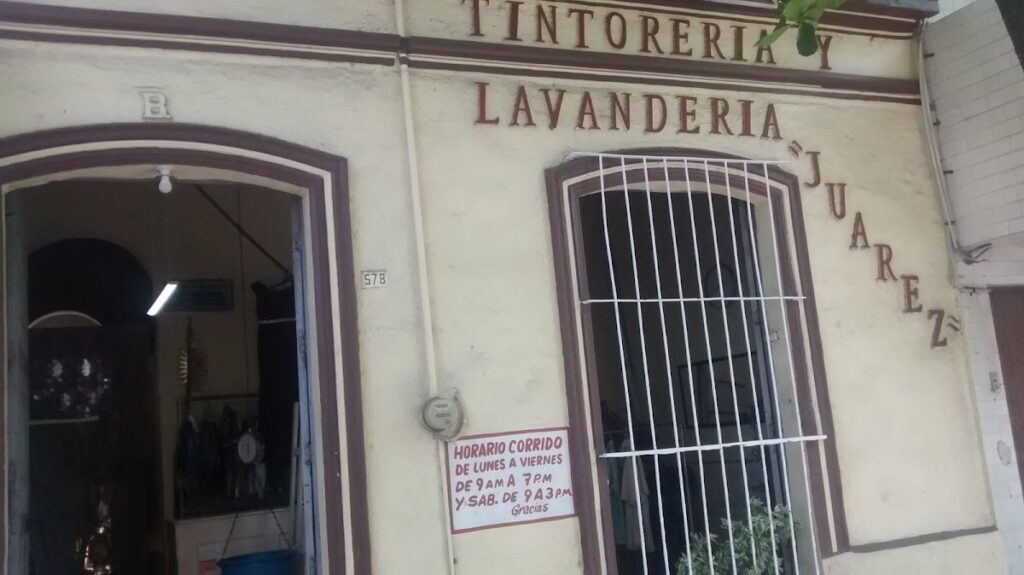 TINTORERIA Y
LAVANDERIA
"JUAREZ"
B
578
HORARIO CORRIDO
DE LUNES A VIERNES
DE 9 AM A 7 PM
Y SAB. DE 9 A 3 PM
Gracias